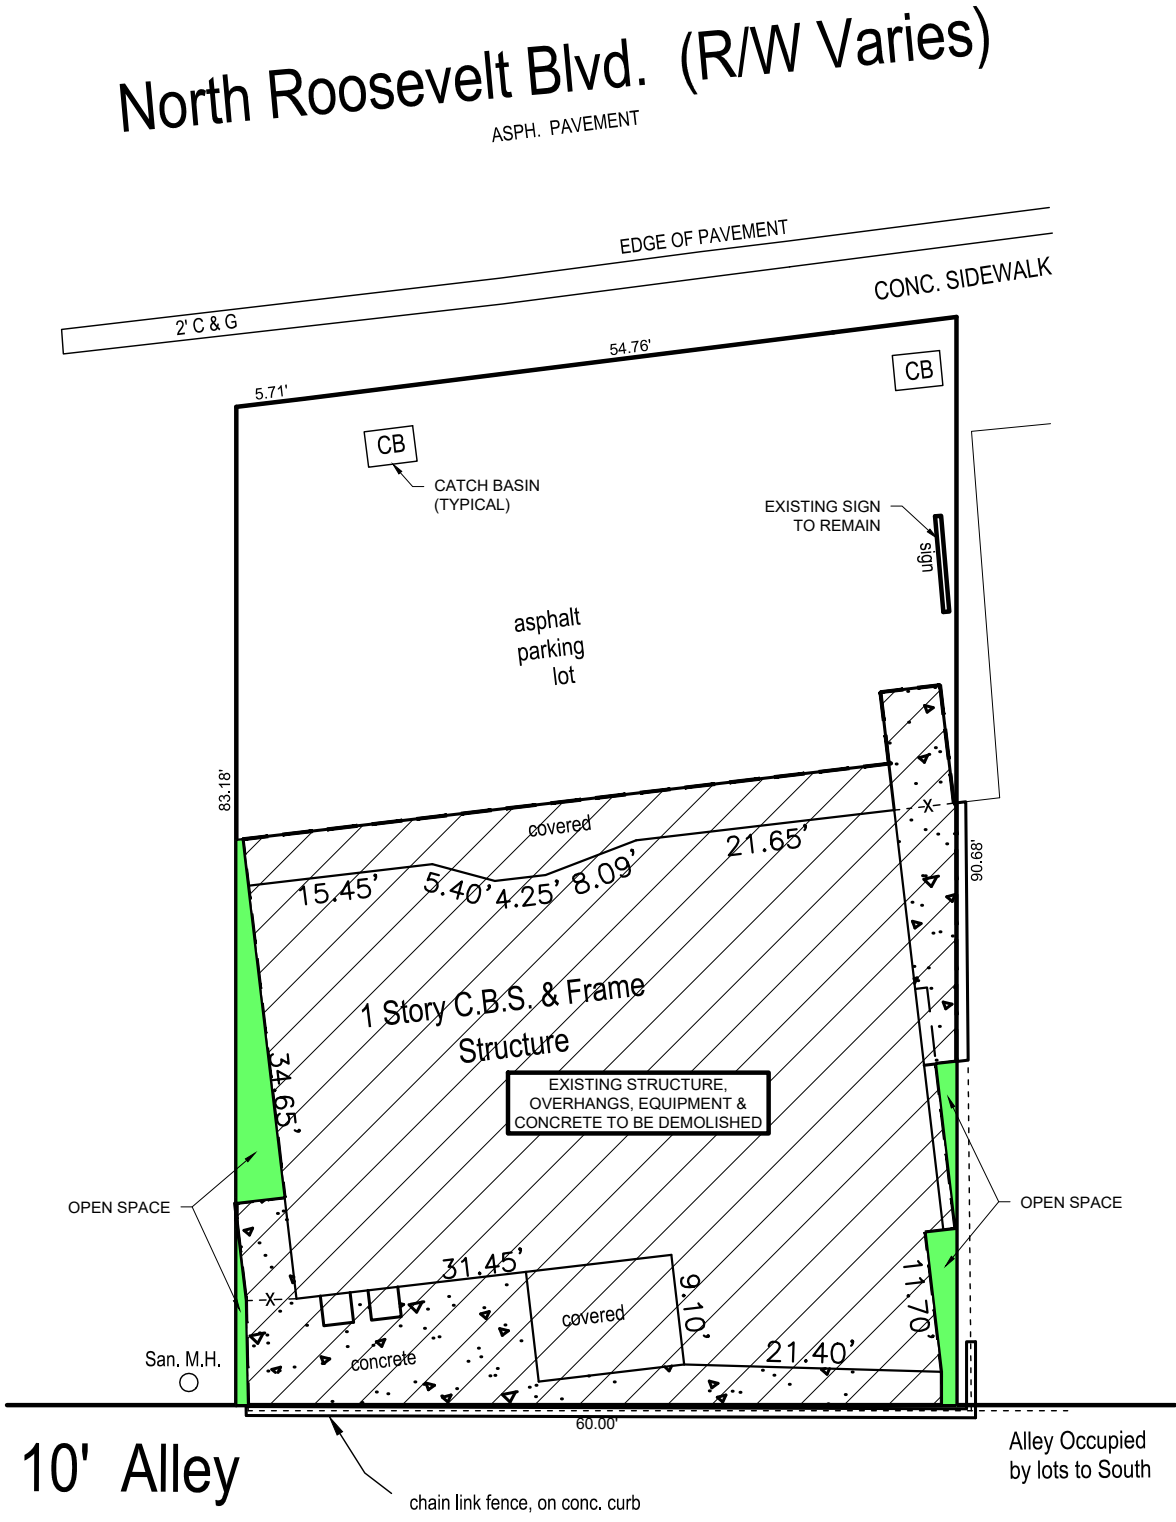 North Roosevelt Blvd. (R/W Varies)
ASPH. PAVEMENT
EDGE OF PAVEMENT
CONC. SIDEWALK
2' C & G
54.76'
5.71'
CB
CB
CATCH BASIN
(TYPICAL)
EXISTING SIGN
TO REMAIN
sign
asphalt
parking
lot
83.18'
covered
X
21.65'
15.45'
5.40'
4.25'
8.09'
90.68'
1 Story C.B.S. & Frame
Structure
34.65'
EXISTING STRUCTURE,
OVERHANGS, EQUIPMENT &
CONCRETE TO BE DEMOLISHED
OPEN SPACE
OPEN SPACE
31.45'
X
covered
9.10'
11.70'
concrete
21.40'
San. M.H.
60.00'
10' Alley
Alley Occupied
by lots to South
chain link fence, on conc. curb